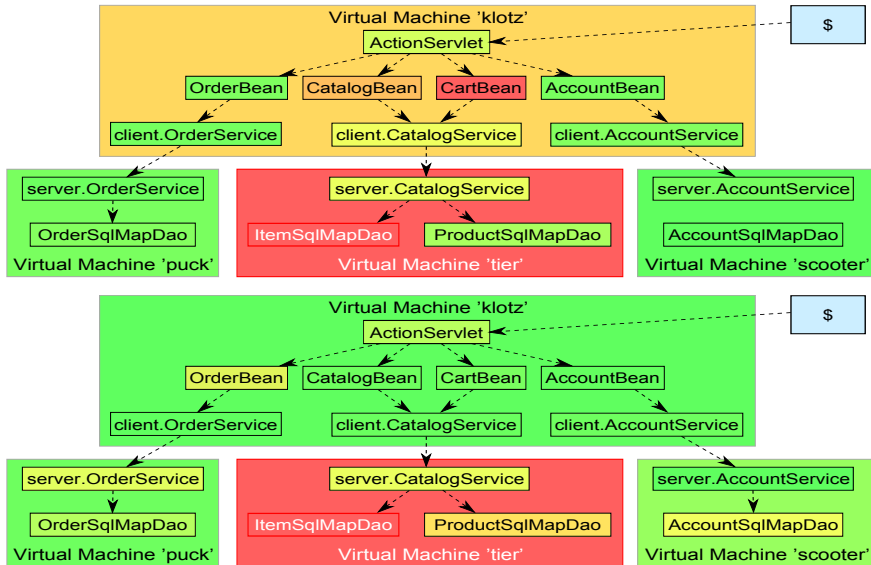 Virtual Machine 'klotz'
$
ActionServlet
OrderBean CatalogBean CartBean AccountBean
client.OrderService client.CatalogService client.AccountService
server.OrderService server.CatalogService server.AccountService
OrderSqlMapDao ItemSqlMapDao ProductSqlMapDao AccountSqlMapDao
Virtual Machine 'puck' Virtual Machine 'tier' Virtual Machine 'scooter'
Virtual Machine 'klotz'
$
ActionServlet
OrderBean CatalogBean CartBean AccountBean
client.OrderService client.CatalogService client.AccountService
server.OrderService server.CatalogService server.AccountService
OrderSqlMapDao ItemSqlMapDao ProductSqlMapDao AccountSqlMapDao
Virtual Machine 'puck' Virtual Machine 'tier' Virtual Machine 'scooter'